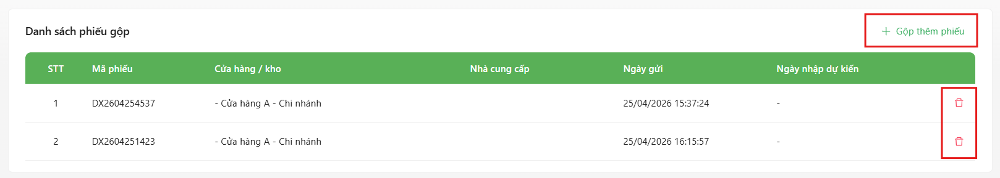 Danh sách phiếu gộp
+ Gộp thêm phiếu
STT Mã phiếu Cửa hàng / kho Nhà cung cấp Ngày gửi Ngày nhập dự kiến
1 DX2604254537 - Cửa hàng A - Chi nhánh 25/04/2026 15:37:24 -
2 DX2604251423 - Cửa hàng A - Chi nhánh 25/04/2026 16:15:57 -